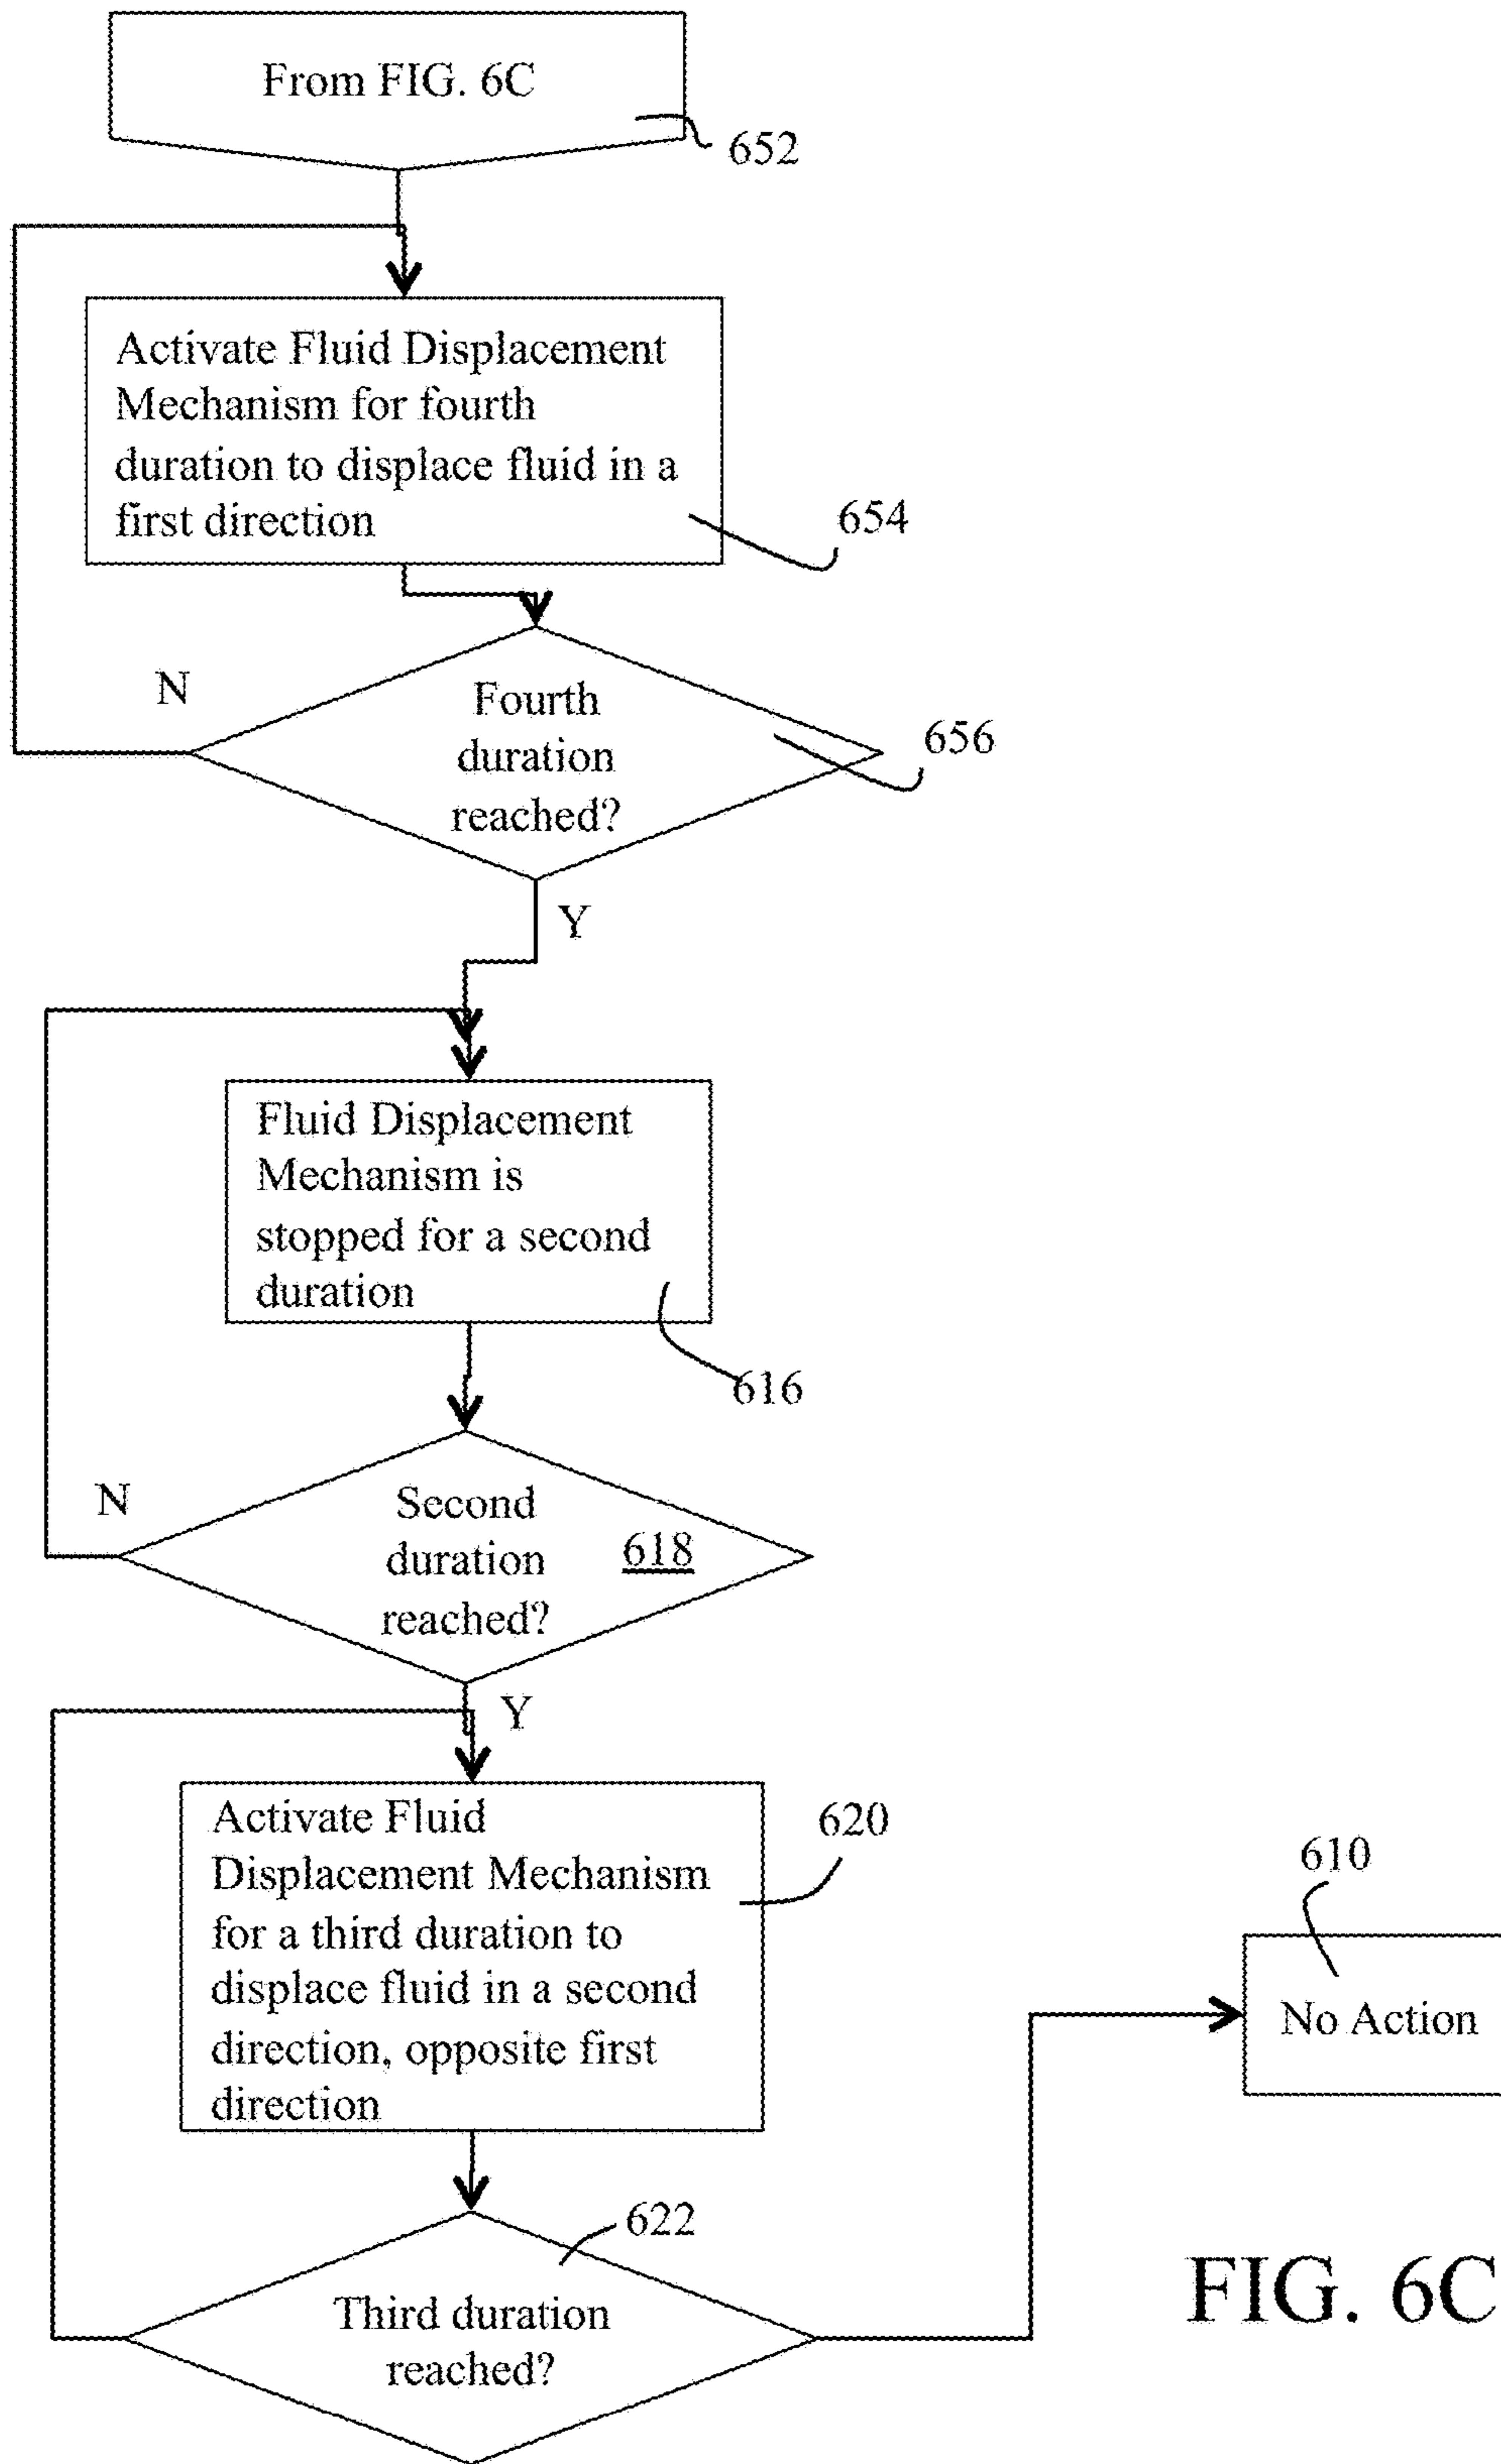 From FIG. 6C
652
Activate Fluid Displacement
Mechanism for fourth
duration to displace fluid in a
first direction
654
N
Fourth
duration
reached?
656
Y
Fluid Displacement
Mechanism is
stopped for a second
duration
616
N
Second
duration
reached?
618
Y
Activate Fluid
Displacement Mechanism
for a third duration to
displace fluid in a second
direction, opposite first
direction
620
610
No Action
622
Third duration
reached?
FIG. 6C